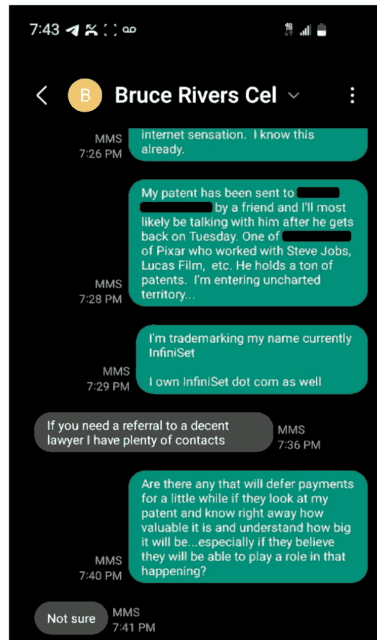 7:43
B Bruce Rivers Cel
internet sensation. I know this
already.
MMS
7:26 PM
My patent has been sent to
by a friend and I'll most
likely be talking with him after he gets
back on Tuesday. One of
of Pixar who worked with Steve Jobs,
Lucas Film, etc. He holds a ton of
patents. I'm entering uncharted
territory...
MMS
7:28 PM
I'm trademarking my name currently
InfiniSet
I own InfiniSet dot com as well
MMS
7:29 PM
If you need a referral to a decent
lawyer I have plenty of contacts
MMS
7:36 PM
Are there any that will defer payments
for a little while if they look at my
patent and know right away how
valuable it is and understand how big
it will be...especially if they believe
they will be able to play a role in that
happening?
MMS
7:40 PM
Not sure
MMS
7:41 PM